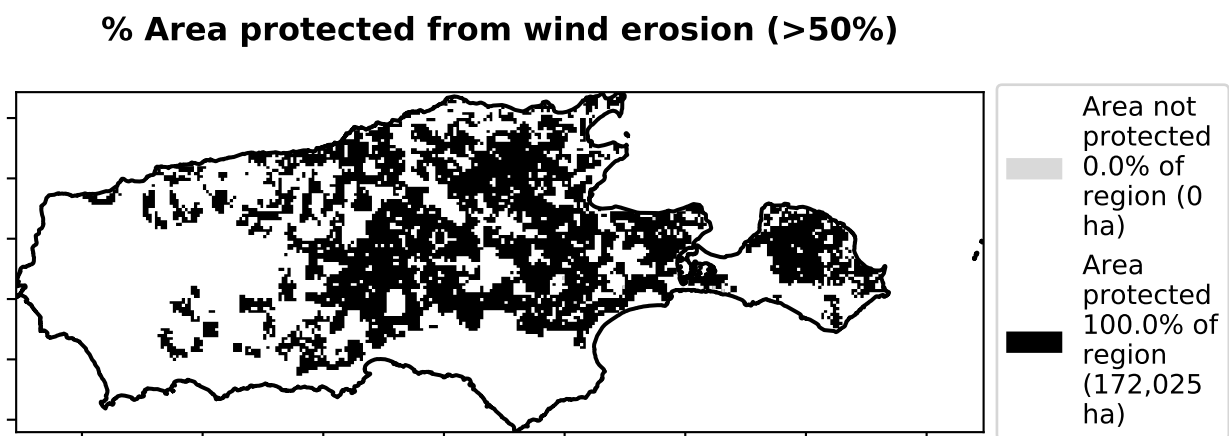 % Area protected from wind erosion (>50%)
Area not
protected
0.0% of
region (0
ha)
Area
protected
100.0% of
region
(172,025
ha)